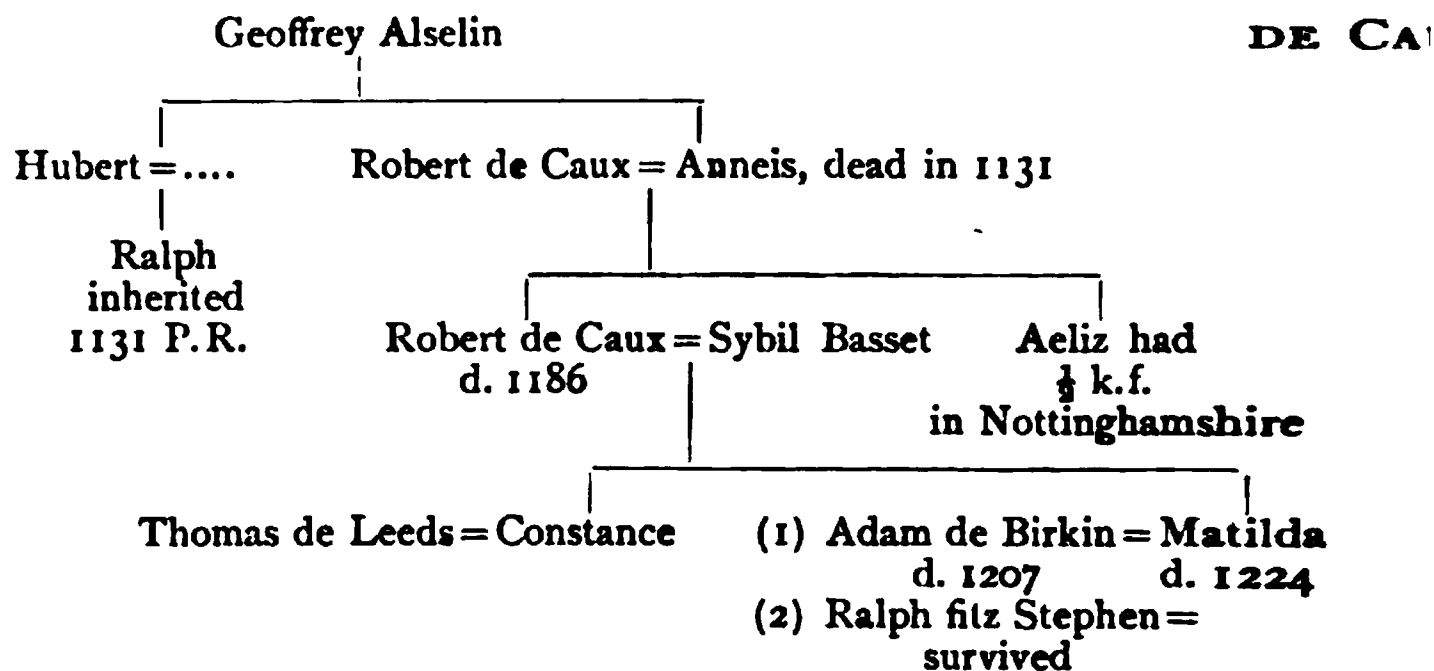 Geoffrey Alselin
DE CA
Hubert =....
Robert de Caux = Anneis, dead in 1131
Ralph
inherited
1131 P.R.
Robert de Caux = Sybil Basset
d. 1186
Aeliz had
½ k.f.
in Nottinghamshire
Thomas de Leeds = Constance
(1) Adam de Birkin = Matilda
d. 1207
d. 1224
(2) Ralph fitz Stephen =
survived